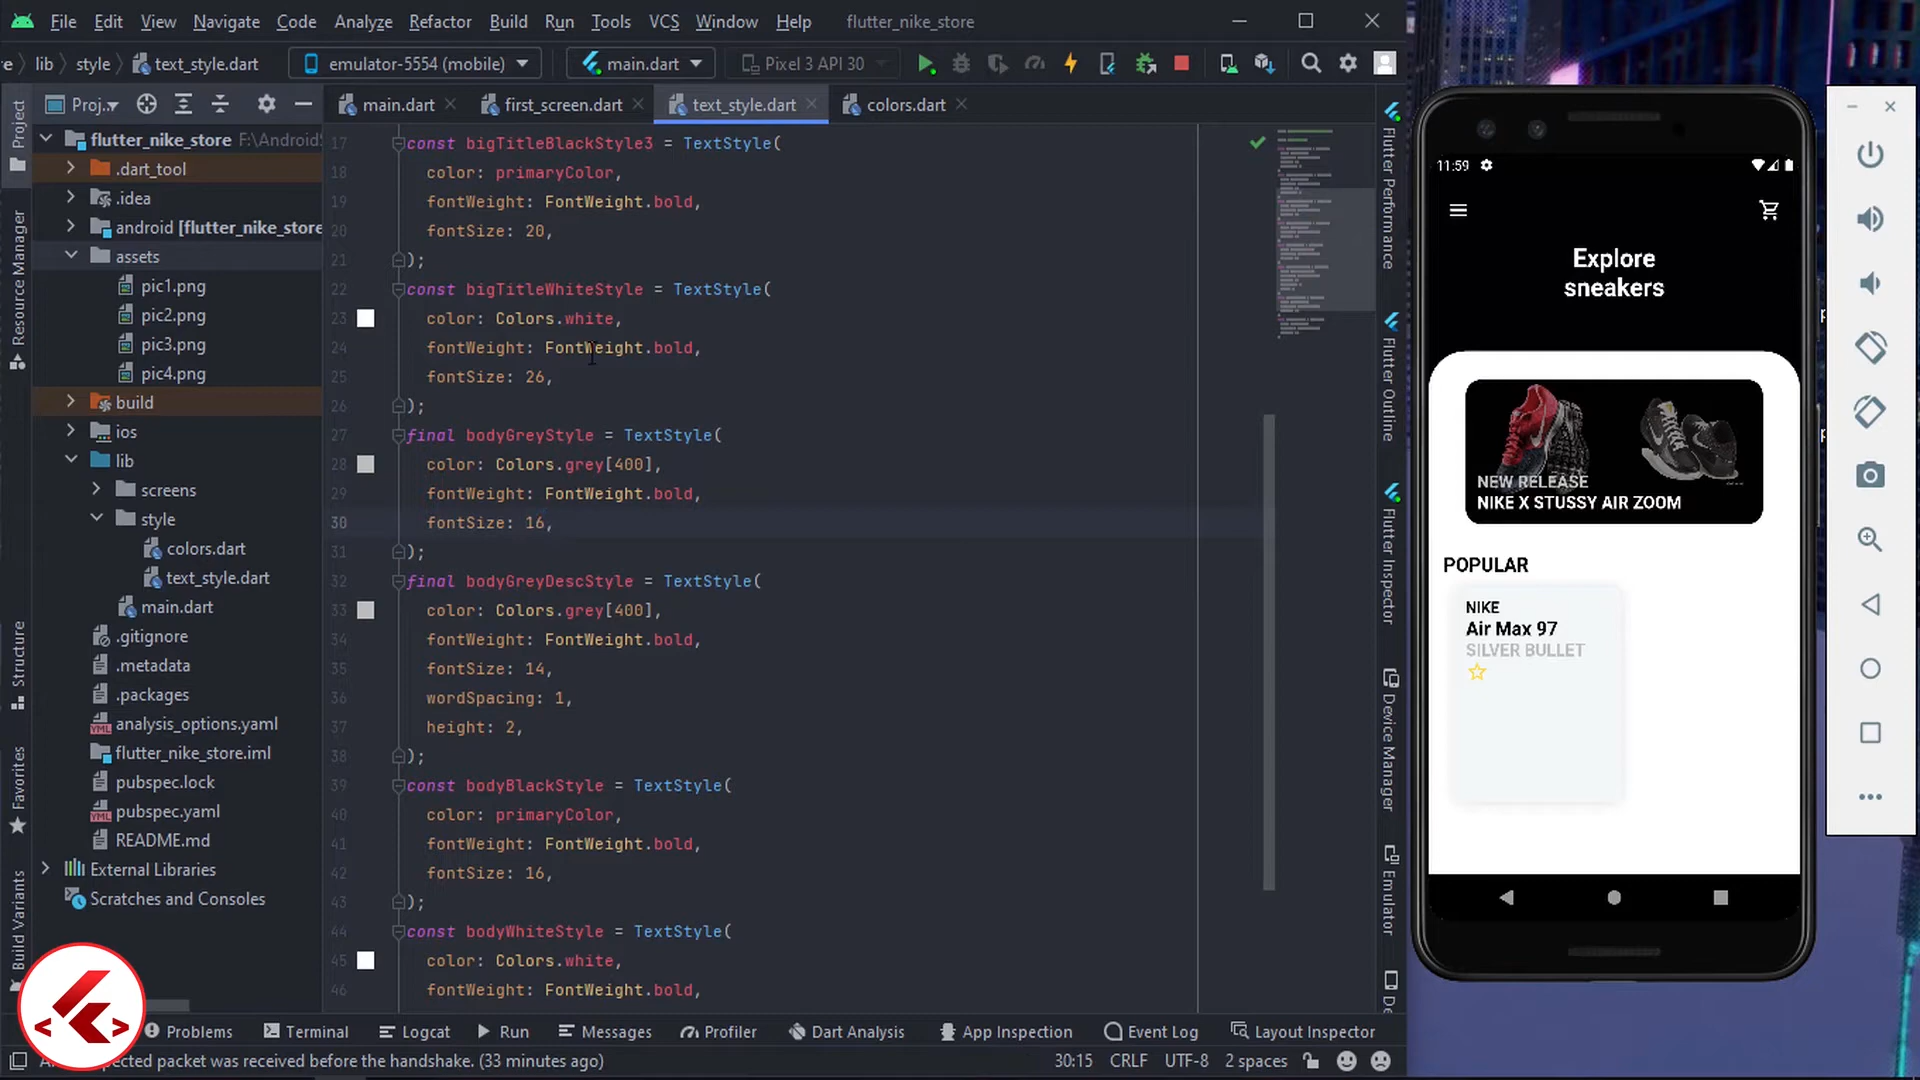 File Edit View Navigate Code Analyze Refactor Build Run Tools VCS Window Help flutter_nike_store
e lib style text_style.dart emulator-5554 (mobile) main.dart Pixel 3 API 30
Proj... main.dart first_screen.dart text_style.dart colors.dart
flutter_nike_store F:\Android
.dart_tool
.idea
android [flutter_nike_store
assets
pic1.png
pic2.png
pic3.png
pic4.png
build
ios
lib
screens
style
colors.dart
text_style.dart
main.dart
.gitignore
.metadata
.packages
analysis_options.yaml
flutter_nike_store.iml
pubspec.lock
pubspec.yaml
README.md
External Libraries
Scratches and Consoles
Project
Resource Manager
Structure
Favorites
Build Variants
17 const bigTitleBlackStyle3 = TextStyle(
18 color: primaryColor,
19 fontWeight: FontWeight.bold,
20 fontSize: 20,
21 );
22 const bigTitleWhiteStyle = TextStyle(
23 color: Colors.white,
24 fontWeight: FontWeight.bold,
25 fontSize: 26,
26 );
27 final bodyGreyStyle = TextStyle(
28 color: Colors.grey[400],
29 fontWeight: FontWeight.bold,
30 fontSize: 16,
31 );
32 final bodyGreyDescStyle = TextStyle(
33 color: Colors.grey[400],
34 fontWeight: FontWeight.bold,
35 fontSize: 14,
36 wordSpacing: 1,
37 height: 2,
38 );
39 const bodyBlackStyle = TextStyle(
40 color: primaryColor,
41 fontWeight: FontWeight.bold,
42 fontSize: 16,
43 );
44 const bodyWhiteStyle = TextStyle(
45 color: Colors.white,
46 fontWeight: FontWeight.bold,
Flutter Performance
Flutter Outline
Flutter Inspector
Device Manager
Emulator
De
11:59
Explore
sneakers
NEW RELEASE
NIKE X STUSSY AIR ZOOM
POPULAR
NIKE
Air Max 97
SILVER BULLET
Problems Terminal Logcat Run Messages Profiler Dart Analysis App Inspection Event Log Layout Inspector
packet was received before the handshake. (33 minutes ago) 30:15 CRLF UTF-8 2 spaces